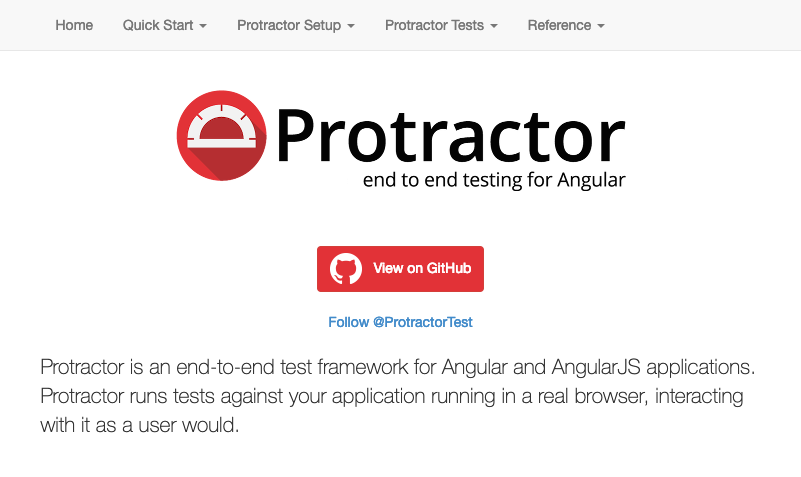 Home Quick Start Protractor Setup Protractor Tests Reference
Protractor
end to end testing for Angular
View on GitHub
Follow @ProtractorTest
Protractor is an end-to-end test framework for Angular and AngularJS applications.
Protractor runs tests against your application running in a real browser, interacting
with it as a user would.